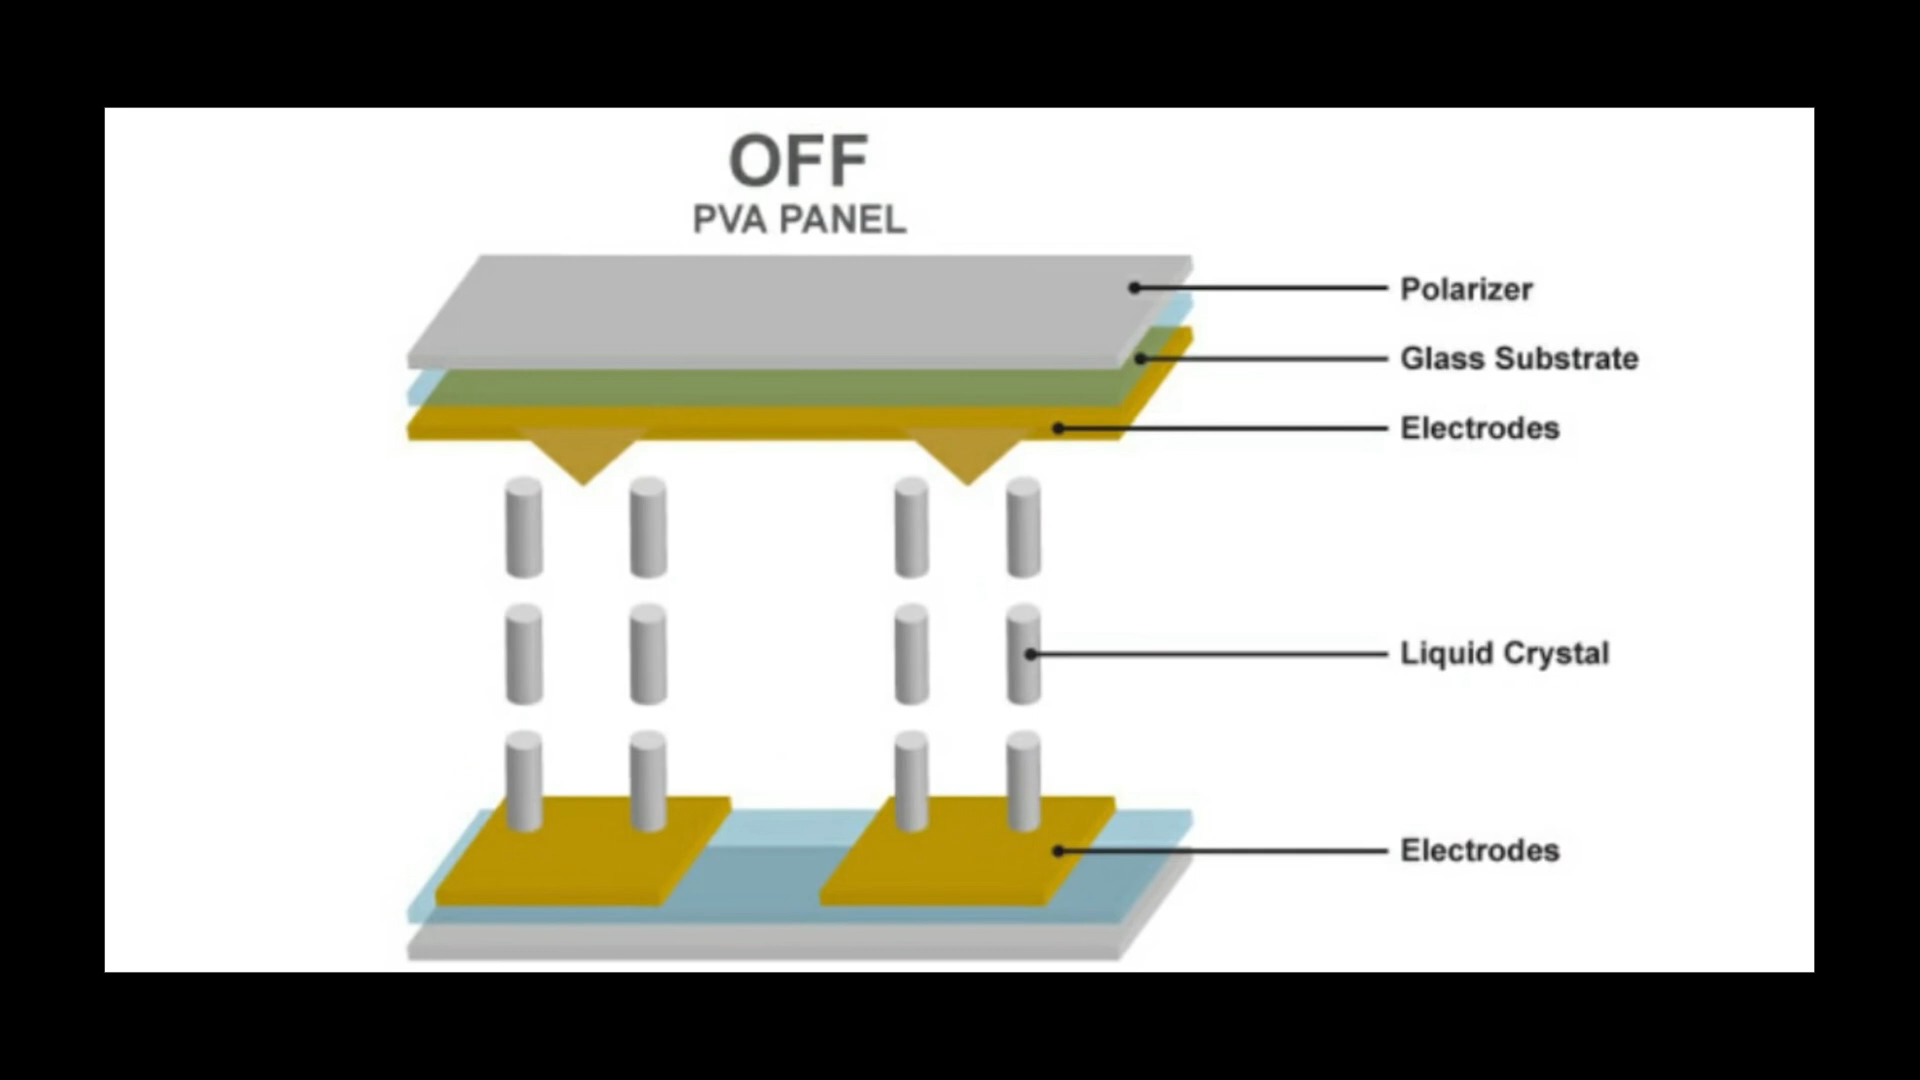 OFF
PVA PANEL
Polarizer
Glass Substrate
Electrodes
Liquid Crystal
Electrodes